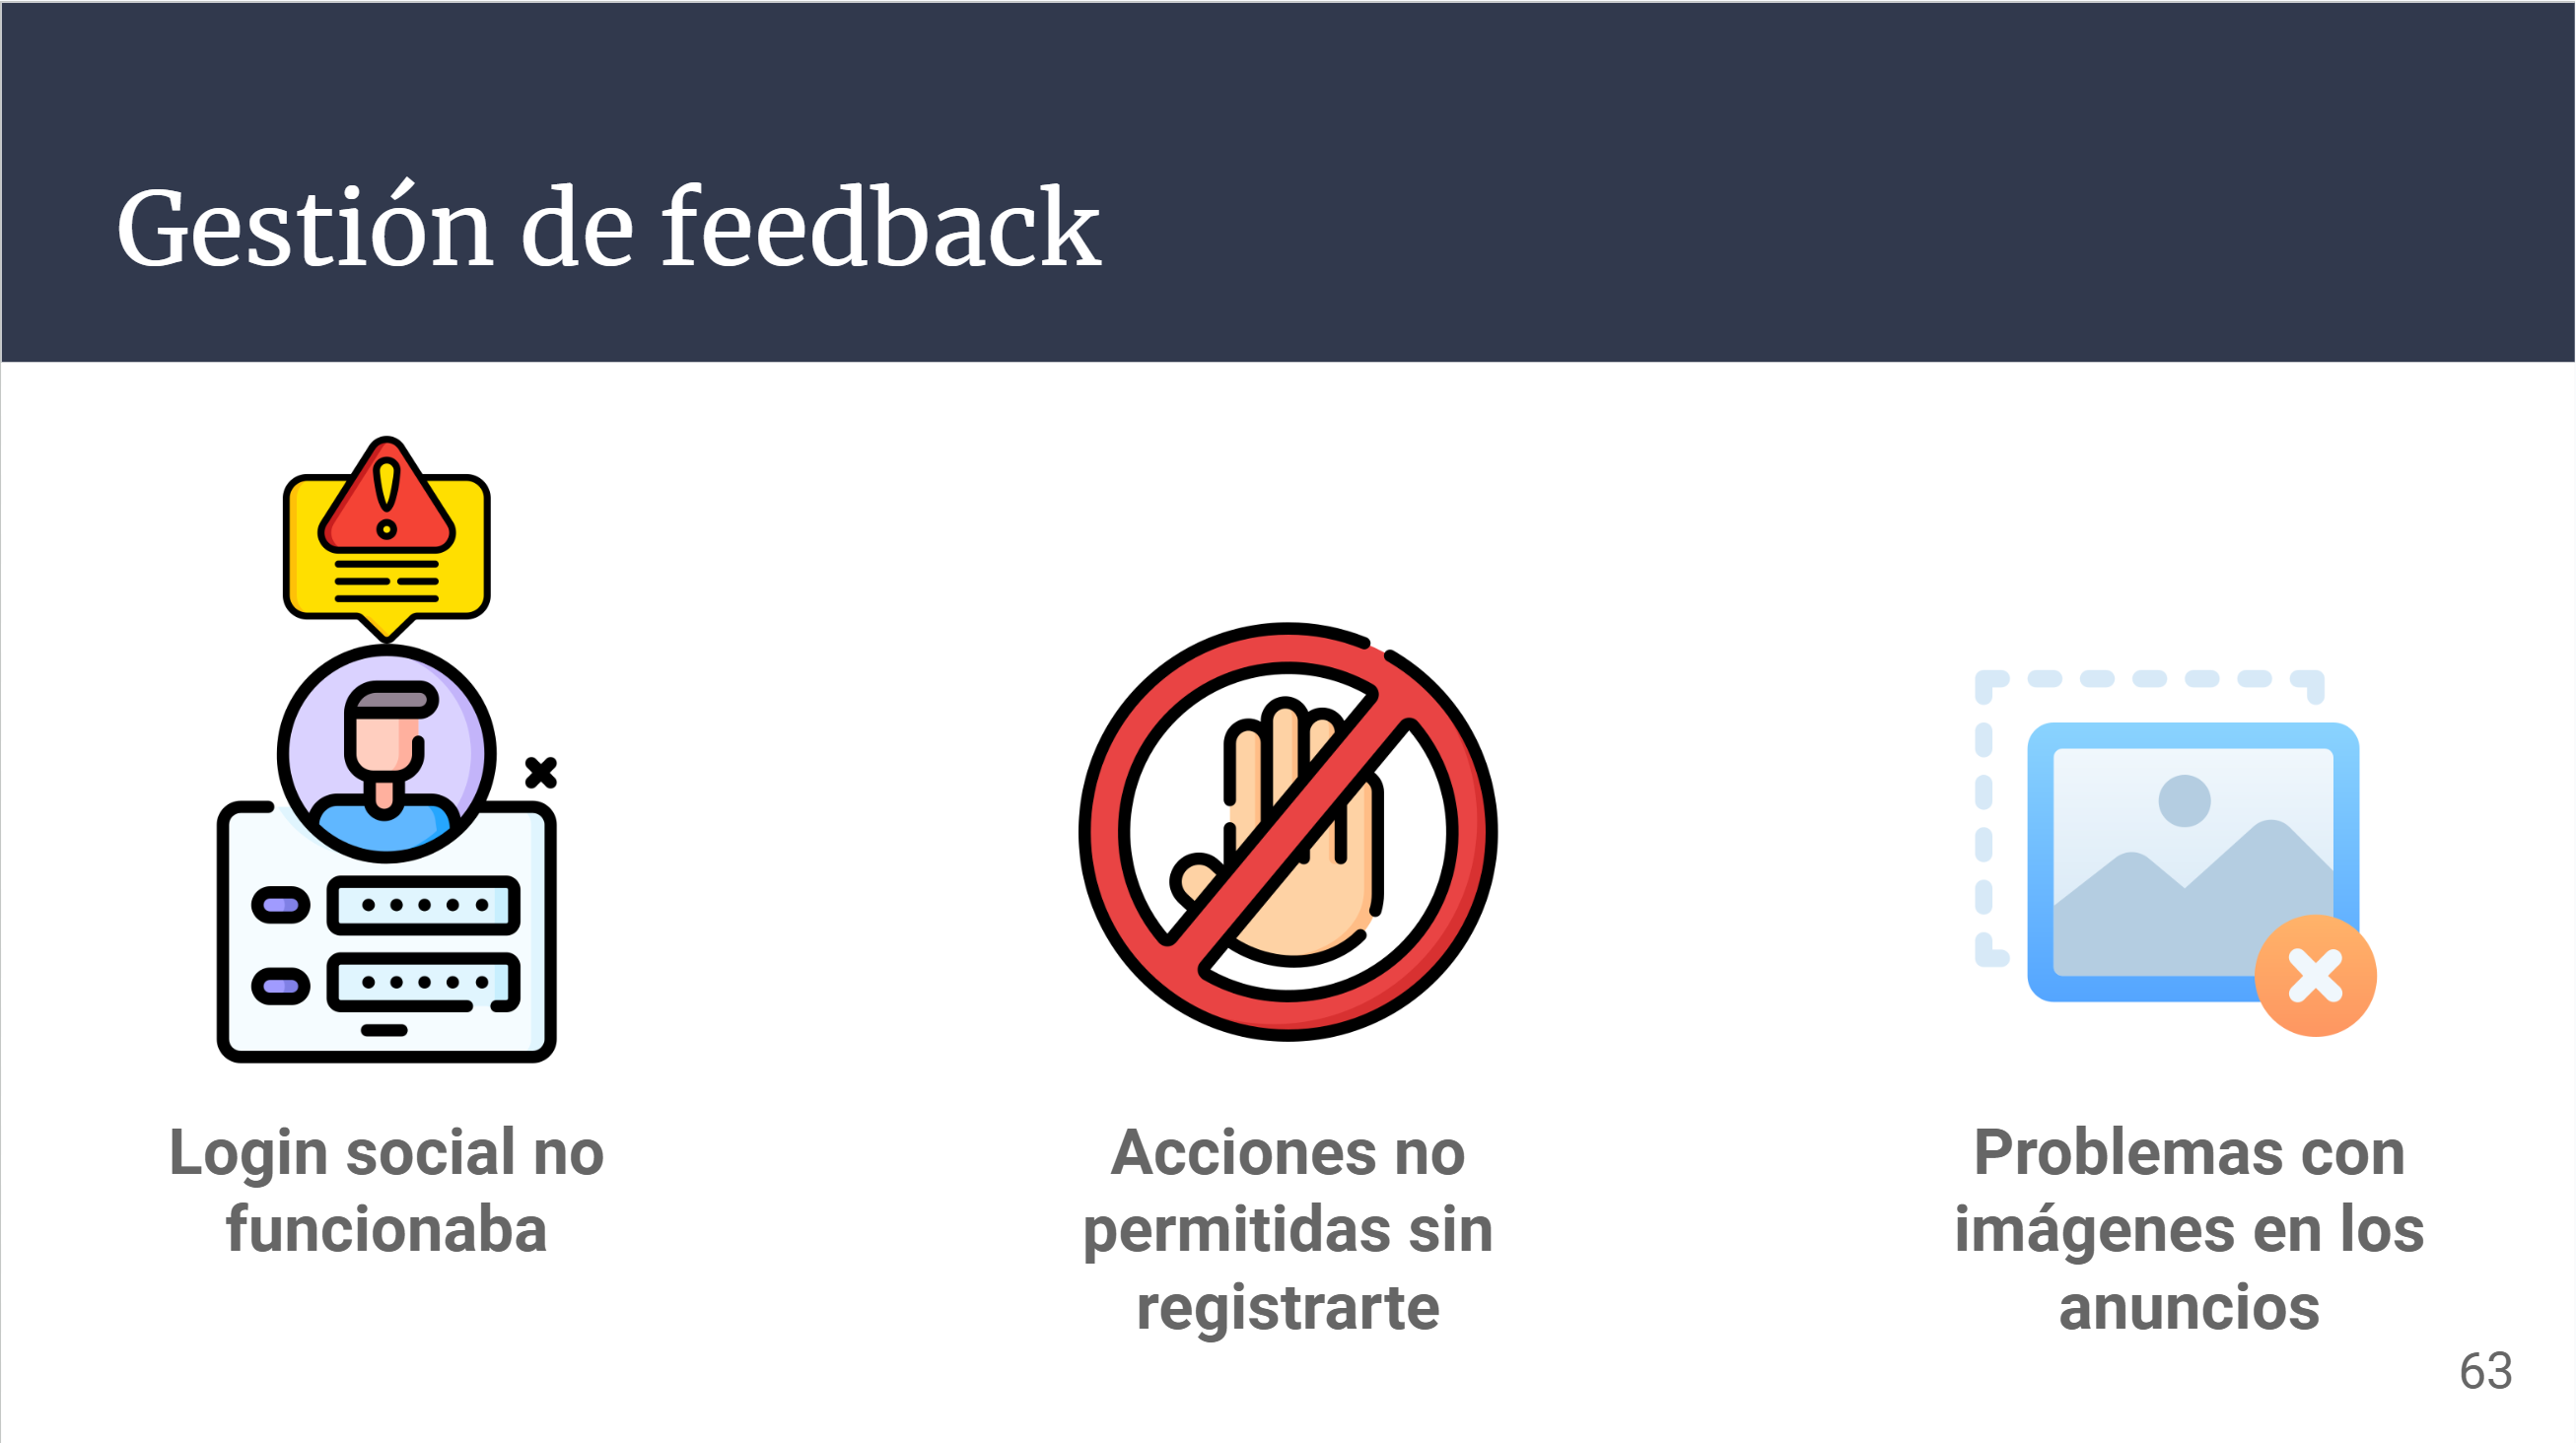 Gestión de feedback
Login social no
funcionaba
Acciones no
permitidas sin
registrarte
Problemas con
imágenes en los
anuncios
63